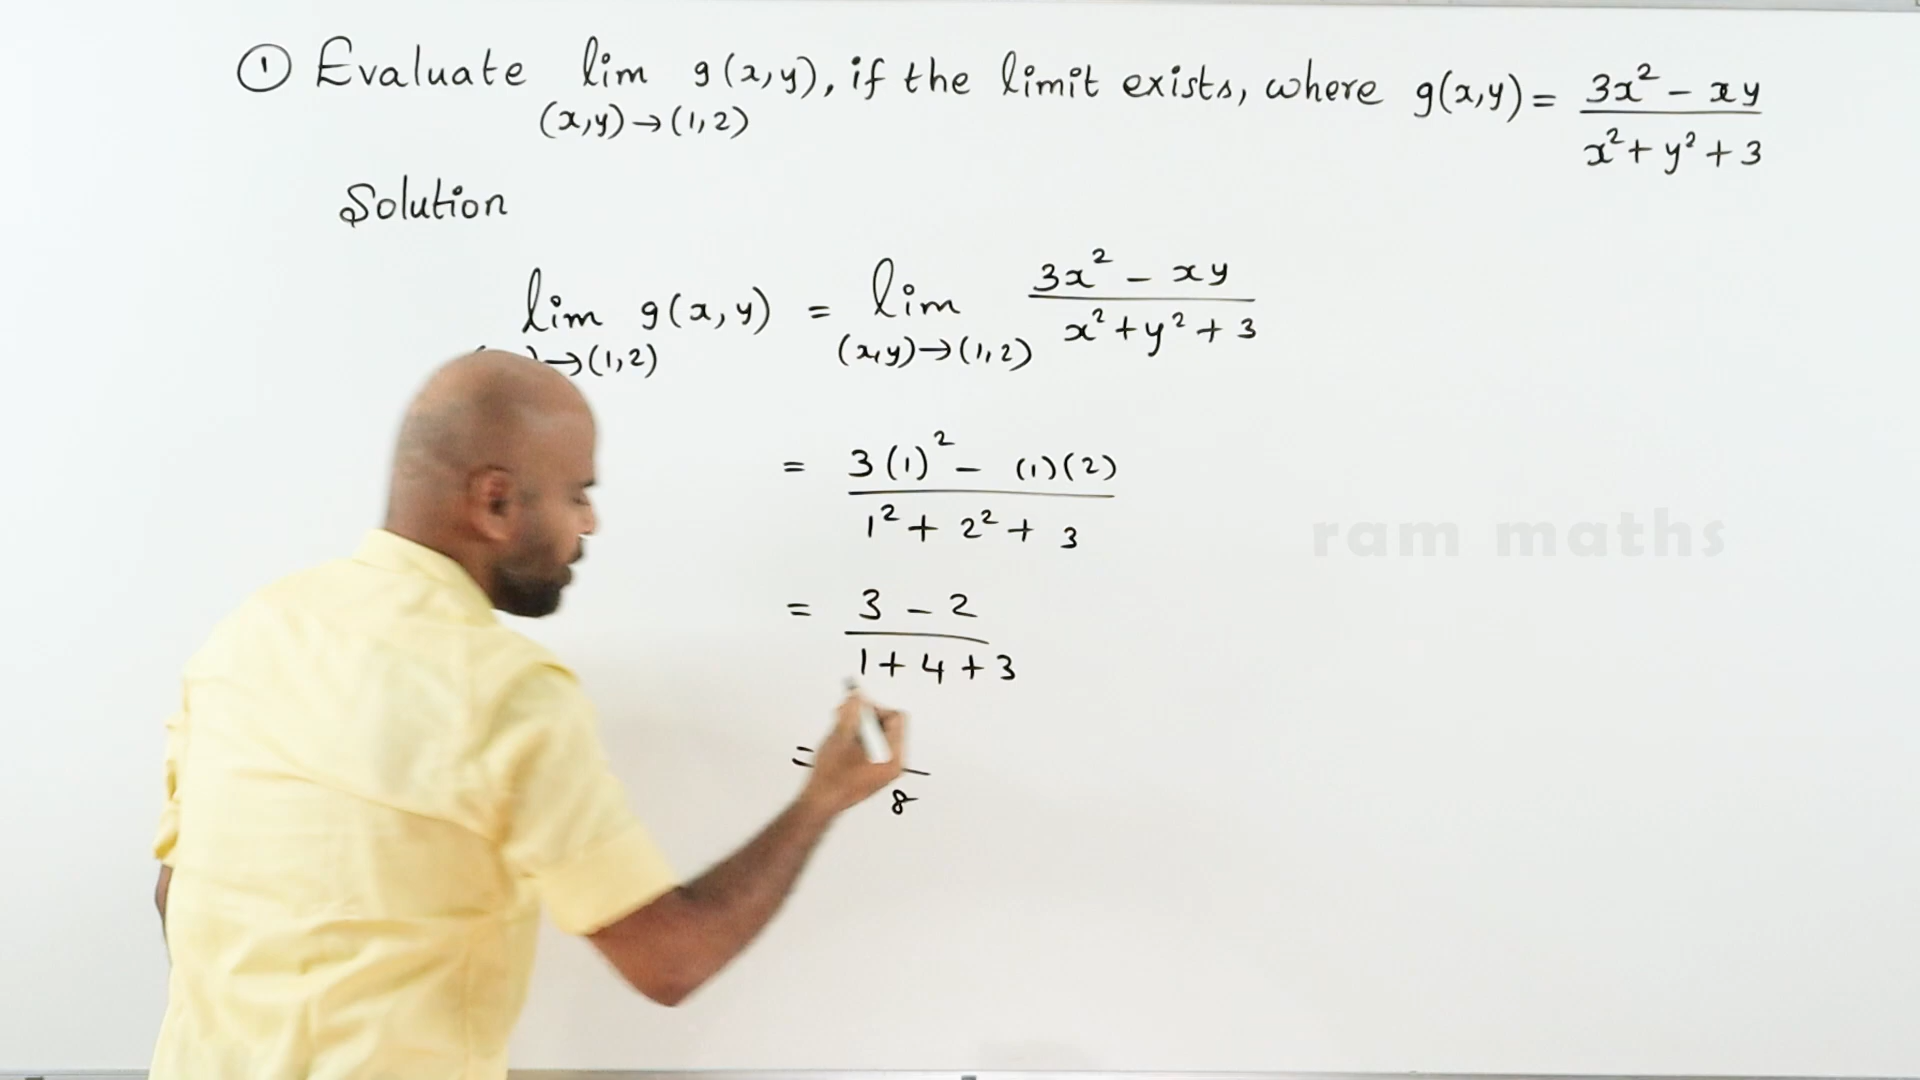 ① Evaluate lim g(x,y), if the limit exists, where g(x,y) = 3x² - xy
(x,y)→(1,2)
x² + y² + 3
Solution
lim g(x,y) = lim 3x² - xy
→(1,2) (x,y)→(1,2) x² + y² + 3
= 3(1)² - (1)(2)
1² + 2² + 3
ram maths
= 3 - 2
1 + 4 + 3
=
8